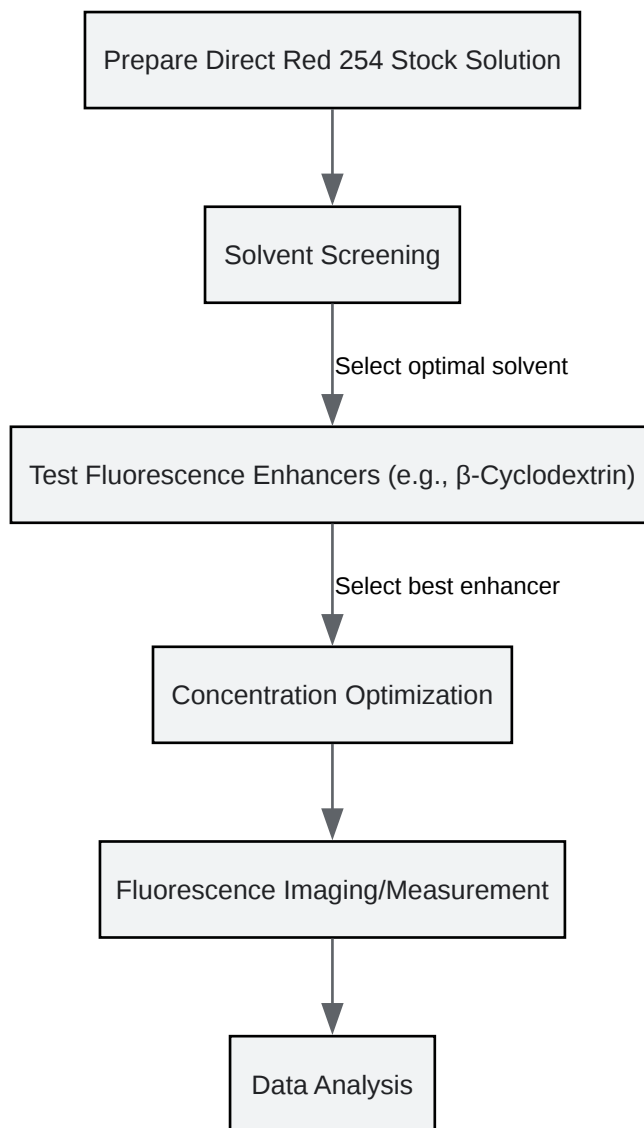 Prepare Direct Red 254 Stock Solution
Solvent Screening
Select optimal solvent
Test Fluorescence Enhancers (e.g., β-Cyclodextrin)
Select best enhancer
Concentration Optimization
Fluorescence Imaging/Measurement
Data Analysis